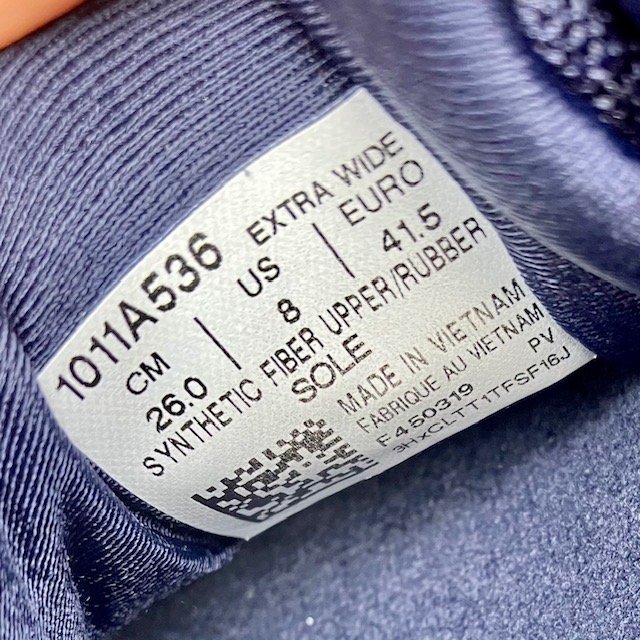 1011A536 EXTRA WIDE
CM | US | EURO
26.0 | 8 | 41.5
SYNTHETIC FIBER UPPER/RUBBER
SOLE
MADE IN VIETNAM
FABRIQUE AU VIETNAM
F450319 PV
9HXCLTT1TFSF16J